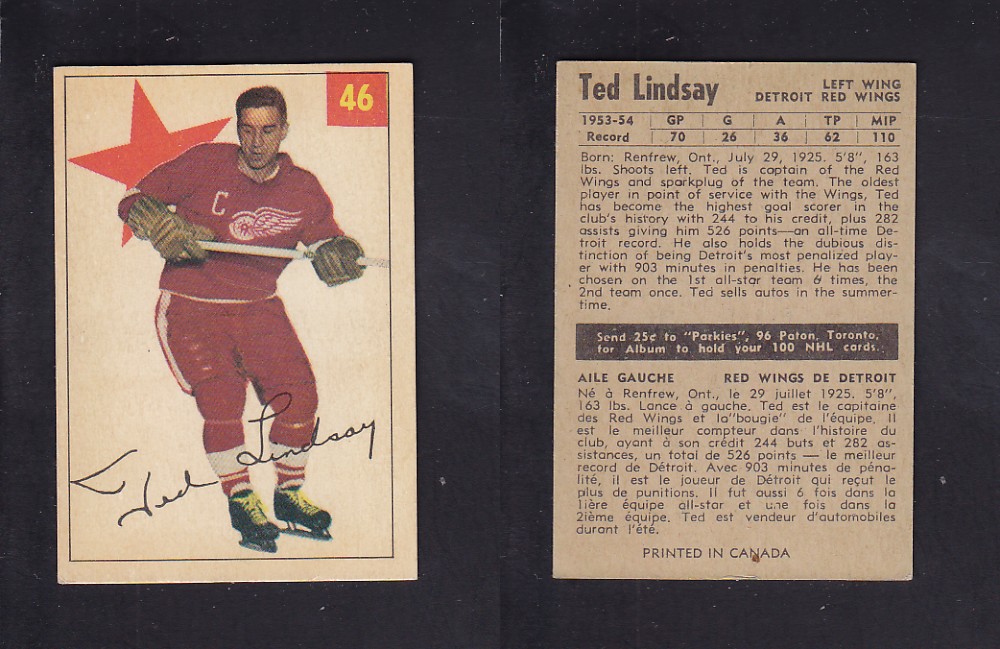 46
C
Ted Lindsay
Ted Lindsay
LEFT WING
DETROIT RED WINGS
1953-54 GP G A TP MIP
Record 70 26 36 62 110
Born: Renfrew, Ont., July 29, 1925. 5'8", 163
lbs. Shoots left. Ted is captain of the Red
Wings and sparkplug of the team. The oldest
player in point of service with the Wings, Ted
has become the highest goal scorer in the
club's history with 244 to his credit, plus 282
assists giving him 526 points—an all-time De-
troit record. He also holds the dubious dis-
tinction of being Detroit's most penalized play-
er with 903 minutes in penalties. He has been
chosen on the 1st all-star team 6 times, the
2nd team once. Ted sells autos in the summer-
time.
Send 25¢ to "Parkies", 96 Paton, Toronto,
for Album to hold your 100 NHL cards.
AILE GAUCHE RED WINGS DE DETROIT
Né à Renfrew, Ont., le 29 juillet 1925. 5'8",
163 lbs. Lance à gauche. Ted est le capitaine
des Red Wings et la"bougie" de l'équipe. Il
est le meilleur compteur dans l'histoire du
club, ayant à son crédit 244 buts et 282 as-
sistances, un total de 526 points — le meilleur
record de Détroit. Avec 903 minutes de péna-
lité, il est le joueur de Détroit qui reçut le
plus de punitions. Il fut aussi 6 fois dans la
1ière équipe all-star et une fois dans la
2ième équipe. Ted est vendeur d'automobiles
durant l'été.
PRINTED IN CANADA